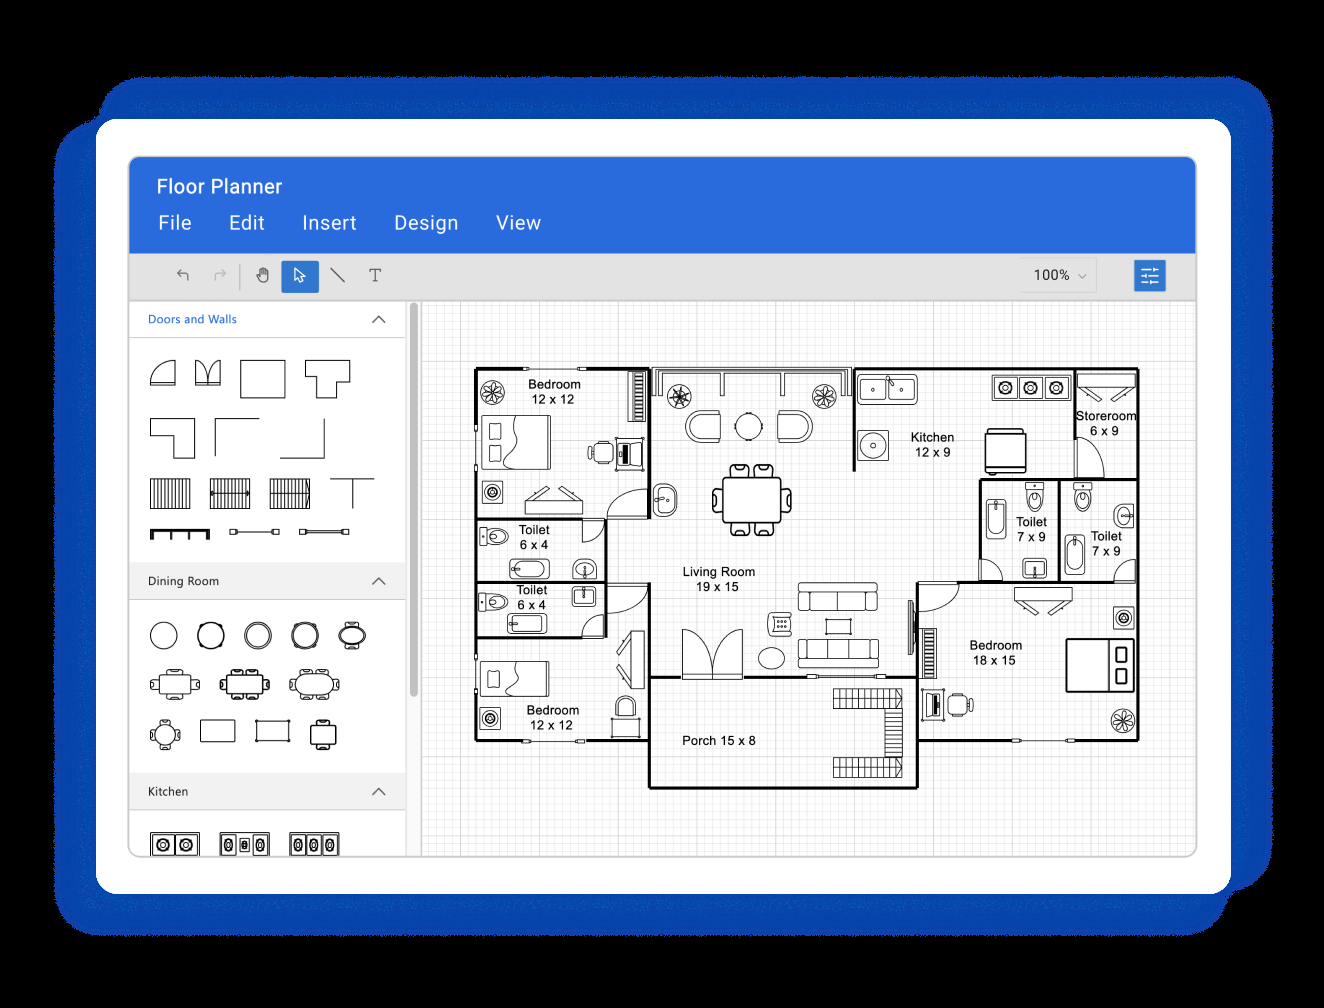 Floor Planner
File Edit Insert Design View
100%
Doors and Walls
Dining Room
Kitchen
Bedroom
12 x 12
Kitchen
12 x 9
Storeroom
6 x 9
Toilet
6 x 4
Toilet
7 x 9
Toilet
7 x 9
Living Room
19 x 15
Toilet
6 x 4
Bedroom
18 x 15
Bedroom
12 x 12
Porch 15 x 8